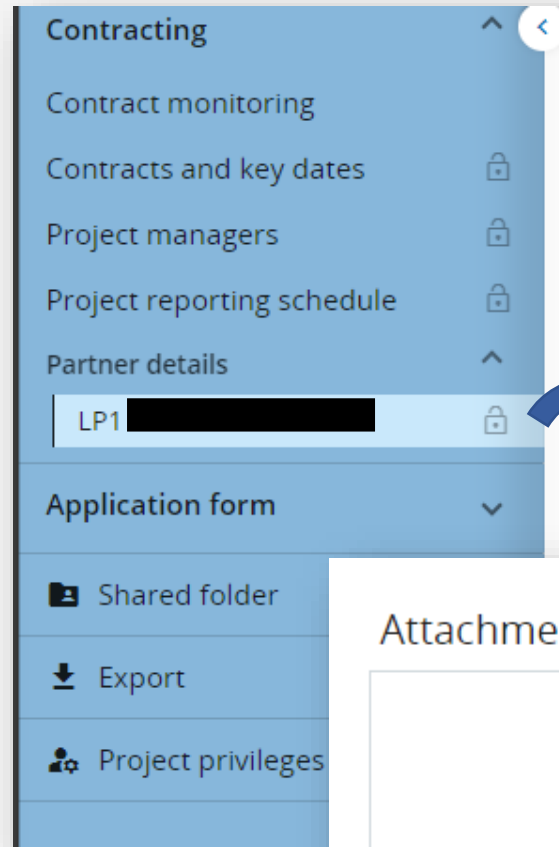 Contracting
Contract monitoring
Contracts and key dates
Project managers
Project reporting schedule
Partner details
LP1
Application form
Shared folder
Export
Project privileges
Attachme